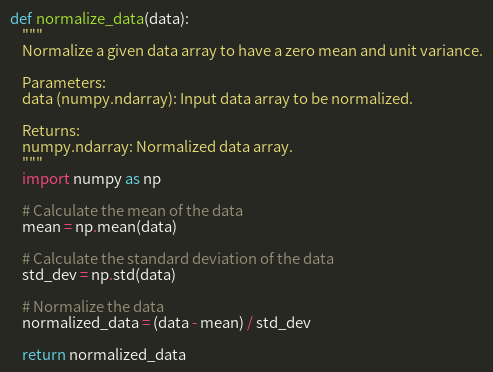 def normalize_data(data):
    """
    Normalize a given data array to have a zero mean and unit variance.

    Parameters:
    data (numpy.ndarray): Input data array to be normalized.

    Returns:
    numpy.ndarray: Normalized data array.
    """
    import numpy as np

    # Calculate the mean of the data
    mean = np.mean(data)

    # Calculate the standard deviation of the data
    std_dev = np.std(data)

    # Normalize the data
    normalized_data = (data - mean) / std_dev

    return normalized_data